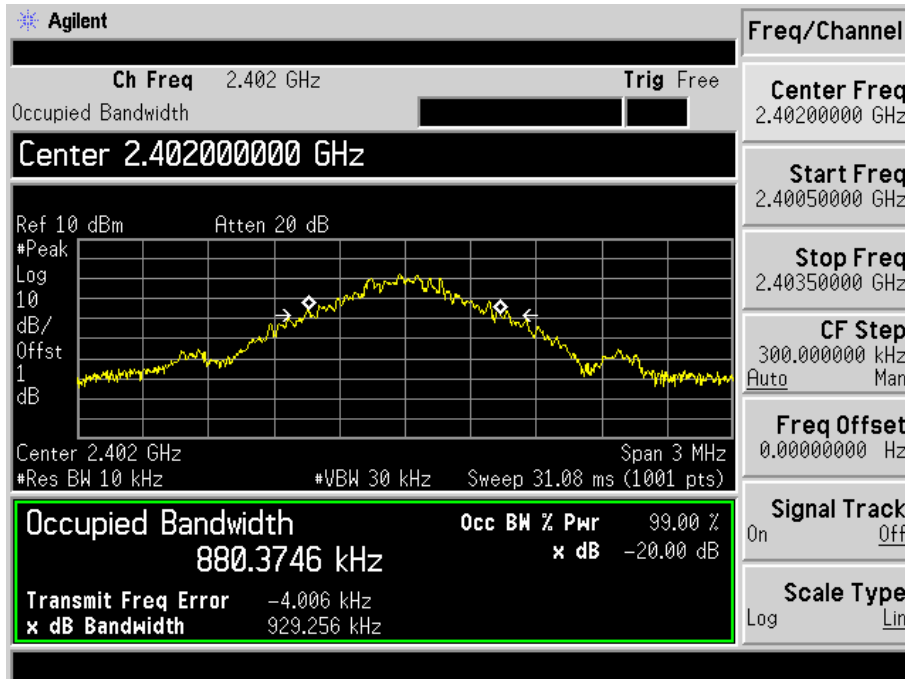 Agilent
Freq/Channel
Ch Freq 2.402 GHz Trig Free
Occupied Bandwidth
Center 2.402000000 GHz
Ref 10 dBm Atten 20 dB
#Peak
Log
10
dB/
Offst
1
dB
Center 2.402 GHz Span 3 MHz
#Res BW 10 kHz #VBW 30 kHz Sweep 31.08 ms (1001 pts)
Occupied Bandwidth
880.3746 kHz
Occ BW % Pwr 99.00 %
x dB -20.00 dB
Transmit Freq Error -4.006 kHz
x dB Bandwidth 929.256 kHz
Center Freq
2.40200000 GHz
Start Freq
2.40050000 GHz
Stop Freq
2.40350000 GHz
CF Step
300.000000 kHz
Auto Man
Freq Offset
0.00000000 Hz
Signal Track
On Off
Scale Type
Log Lin